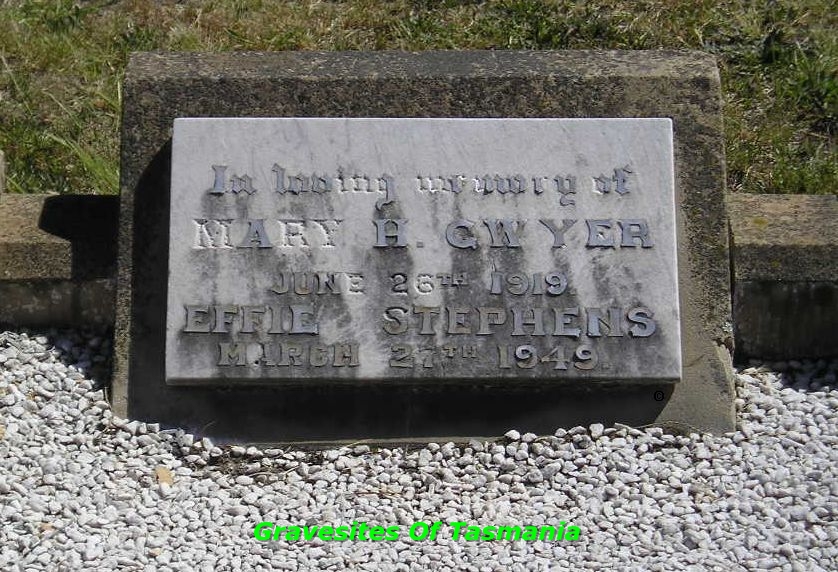 In loving memory of
MARY H. GWYER
JUNE 26TH 1919
EFFIE STEPHENS
MARCH 27TH 1949.
©
Gravesites Of Tasmania